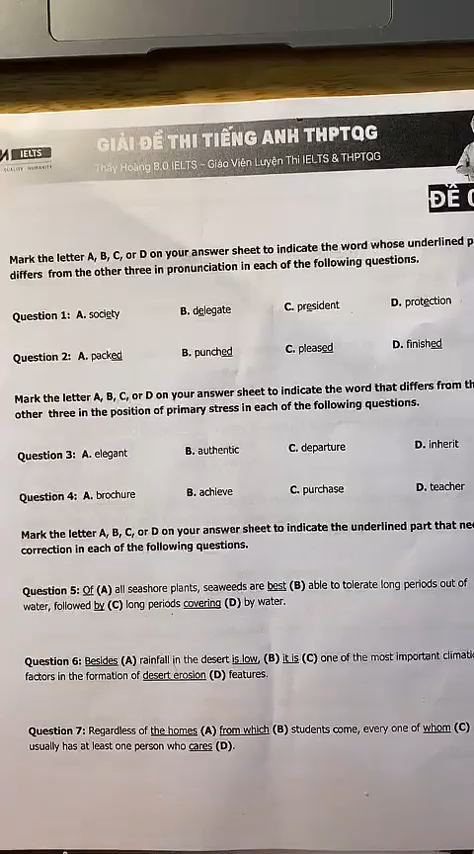 IELTS
QUALITY HUMANITY
GIẢI ĐỀ THI TIẾNG ANH THPTQG
Thầy Hoàng B.O IELTS - Giáo Viên Luyện Thi IELTS & THPTQG
ĐỀ
Mark the letter A, B, C, or D on your answer sheet to indicate the word whose underlined p
differs from the other three in pronunciation in each of the following questions.
Question 1: A. society B. delegate C. president D. protection
Question 2: A. packed B. punched C. pleased D. finished
Mark the letter A, B, C, or D on your answer sheet to indicate the word that differs from th
other three in the position of primary stress in each of the following questions.
Question 3: A. elegant B. authentic C. departure D. inherit
Question 4: A. brochure B. achieve C. purchase D. teacher
Mark the letter A, B, C, or D on your answer sheet to indicate the underlined part that nee
correction in each of the following questions.
Question 5: Of (A) all seashore plants, seaweeds are best (B) able to tolerate long periods out of
water, followed by (C) long periods covering (D) by water.
Question 6: Besides (A) rainfall in the desert is low, (B) it is (C) one of the most important climati
factors in the formation of desert erosion (D) features.
Question 7: Regardless of the homes (A) from which (B) students come, every one of whom (C)
usually has at least one person who cares (D).